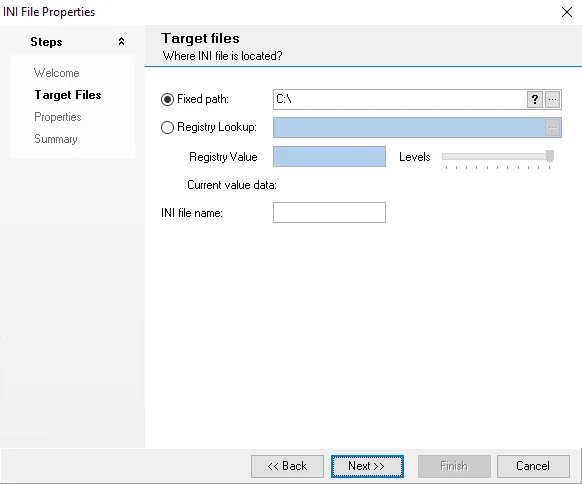 INI File Properties
Steps
Welcome
Target Files
Properties
Summary
Target files
Where INI file is located?
Fixed path: C:\ ? ...
Registry Lookup: ...
Registry Value Levels
Current value data:
INI file name:
<< Back Next >> Finish Cancel